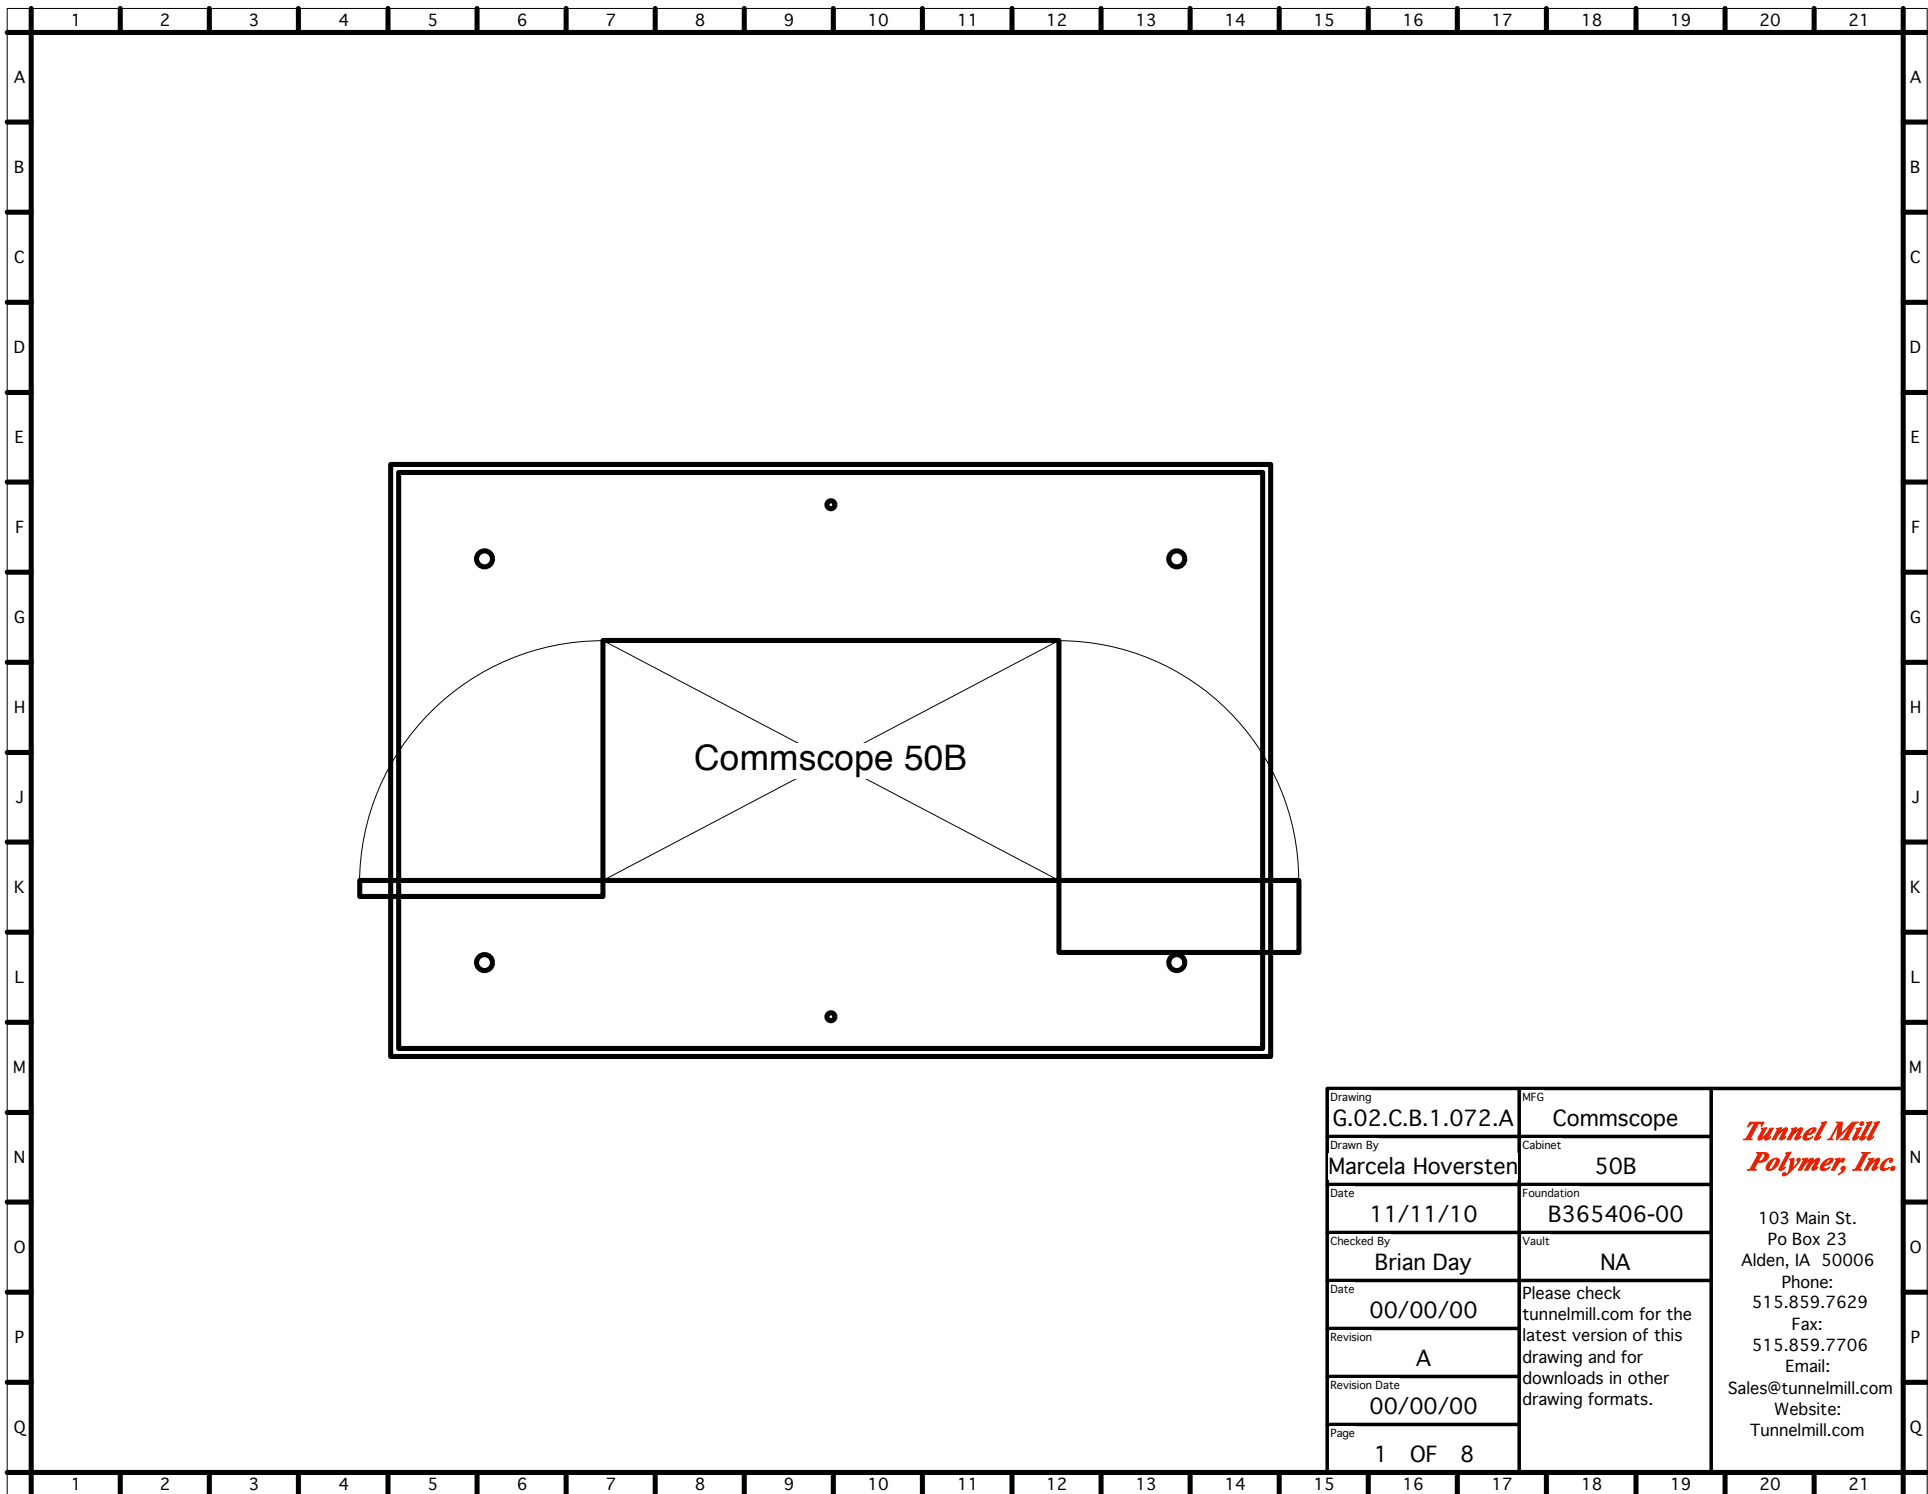 1 2 3 4 5 6 7 8 9 10 11 12 13 14 15 16 17 18 19 20 21
A A
B B
C C
D D
E E
F F
G G
H H
Commscope 50B
J J
K K
L L
M M
Drawing MFG
G.02.C.B.1.072.A Commscope
Tunnel Mill
Drawn By Cabinet
Marcela Hoversten 50B
Polymer, Inc.
N N
Date Foundation
11/11/10 B365406-00
103 Main St.
Po Box 23
Checked By Vault
Brian Day NA
O O
Alden, IA 50006
Phone:
Date
00/00/00
Please check
tunnelmill.com for the
latest version of this
drawing and for
downloads in other
drawing formats.
515.859.7629
Fax:
P P
Revision
A
515.859.7706
Email:
Revision Date
00/00/00
Sales@tunnelmill.com
Website:
Q Q
Tunnelmill.com
Page
1 OF 8
1 2 3 4 5 6 7 8 9 10 11 12 13 14 15 16 17 18 19 20 21